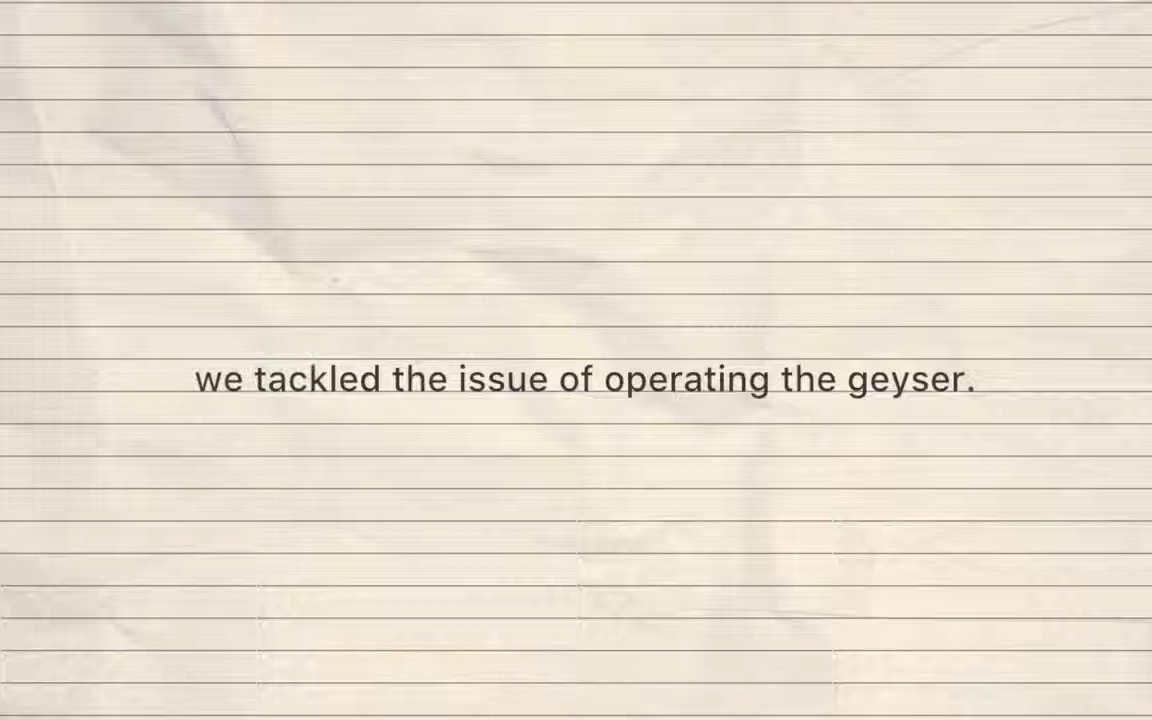 we tackled the issue of operating the geyser.